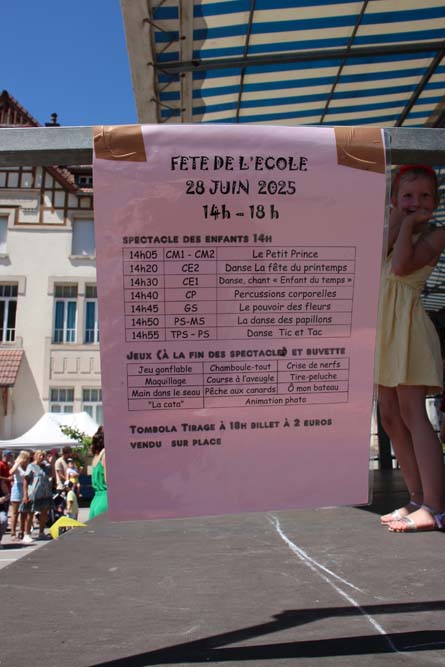 FETE DE L'ECOLE
28 JUIN 2025
14h - 18 h
SPECTACLE DES ENFANTS 14H
14H05 CM1 - CM2 Le Petit Prince
14H20 CE2 Danse La fête du printemps
14H30 CE1 Danse, chant « Enfant du temps »
14H40 CP Percussions corporelles
14H45 GS Le pouvoir des fleurs
14H50 PS-MS La danse des papillons
14H55 TPS - PS Danse Tic et Tac
JEUX (À LA FIN DES SPECTACLES) ET BUVETTE
Jeu gonflable Chamboule-tout Crise de nerfs
Maquillage Course à l'aveugle Tire-peluche
Main dans le seau Pêche aux canards Ô mon bateau
"La cata" Animation photo
TOMBOLA TIRAGE À 18H BILLET À 2 EUROS
VENDU SUR PLACE